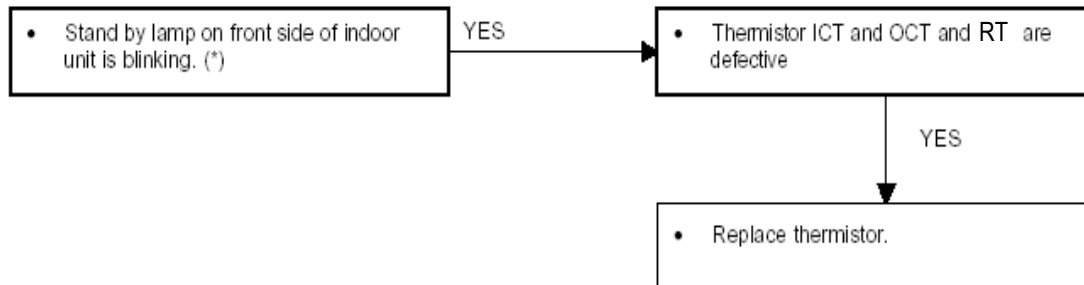 • Stand by lamp on front side of indoor
unit is blinking. (*)
YES
• Thermistor ICT and OCT and RT are
defective
YES
• Replace thermistor.